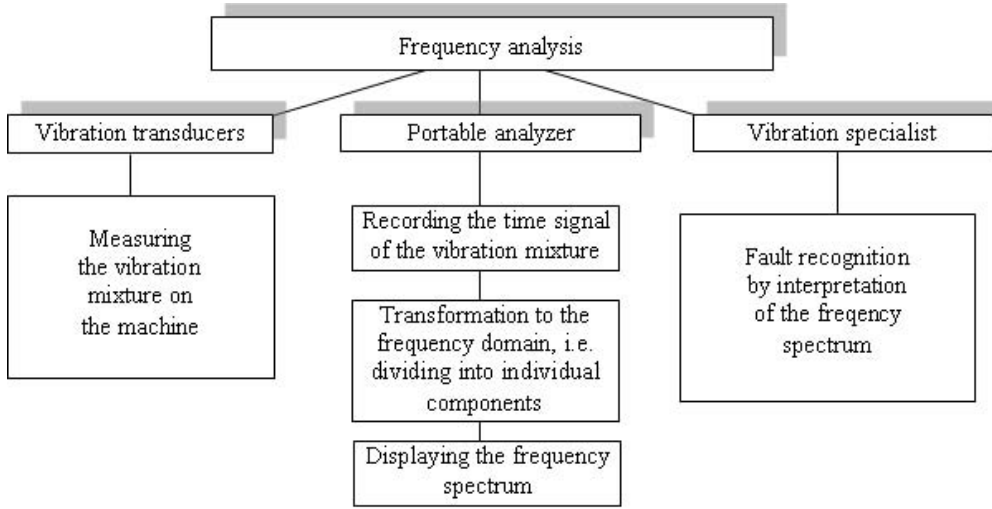 Frequency analysis
Vibration transducers
Portable analyzer
Vibration specialist
Measuring
the vibration
mixture on
the machine
Recording the time signal
of the vibration mixture
Transformation to the
frequency domain, i.e.
dividing into individual
components
Displaying the frequency
spectrum
Fault recognition
by interpretation
of the freqency
spectrum